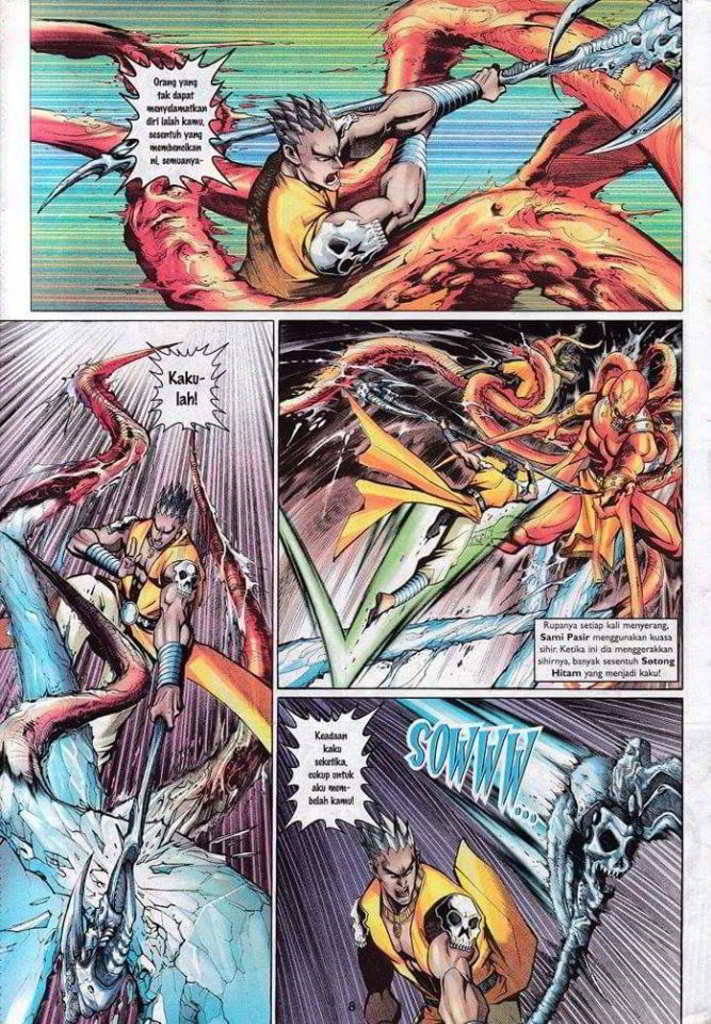 Orang yang
tak dapat
menyelamatkan
diri ialah kamu,
sesentuh yang
membencikan
ni, semuanya-
Kaku-
lah!
Rupanya setiap kali menyerang,
Sami Pasir menggunakan kuasa
sihir. Ketika ini dia menggerakkan
sihirnya, banyak sesentuh Sotong
Hitam yang menjadi kaku!
Keadaan
kaku
seketika,
cukup untuk
aku mem-
belah kamu!
SOWWW...
8